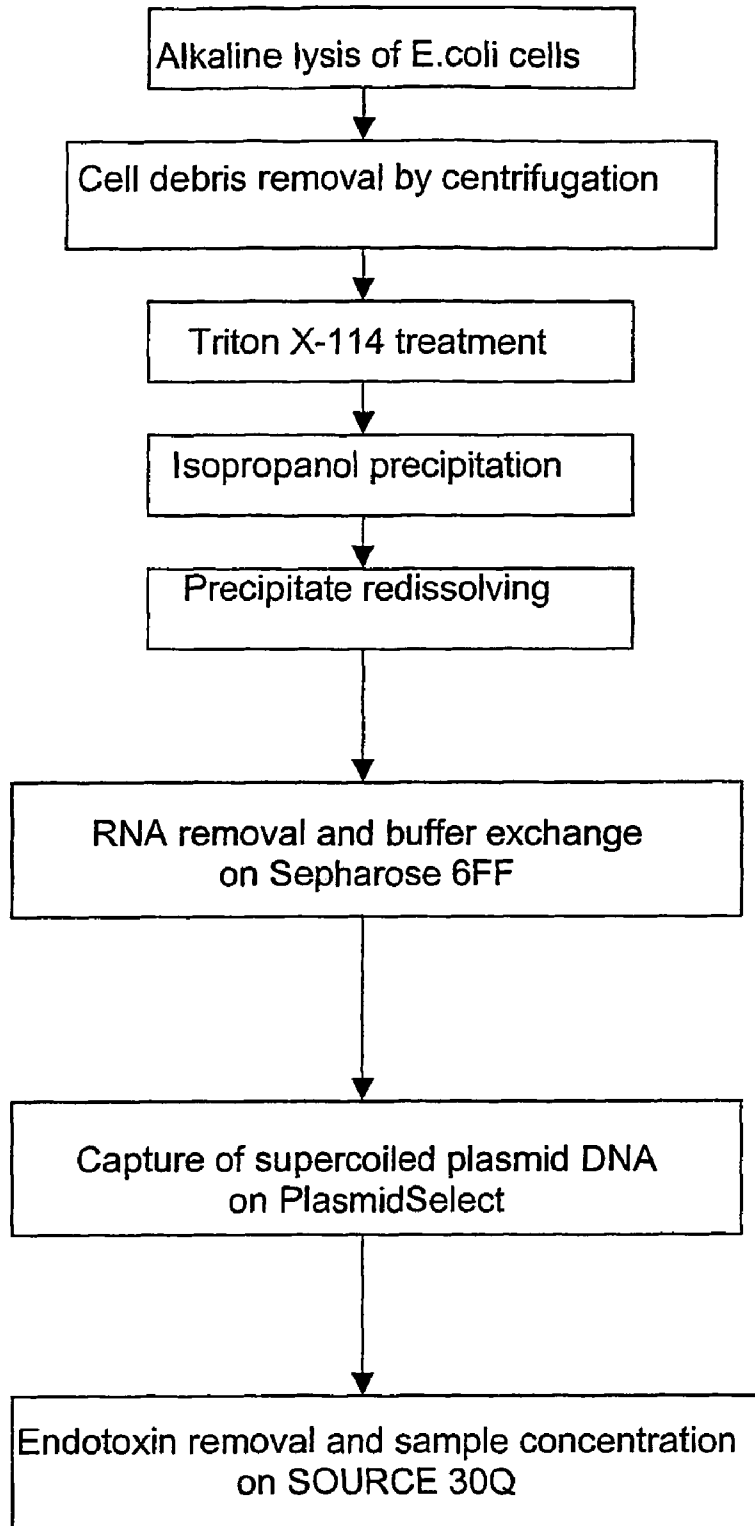 Alkaline lysis of E.coli cells
Cell debris removal by centrifugation
Triton X-114 treatment
Isopropanol precipitation
Precipitate redissolving
RNA removal and buffer exchange
on Sepharose 6FF
Capture of supercoiled plasmid DNA
on PlasmidSelect
Endotoxin removal and sample concentration
on SOURCE 30Q